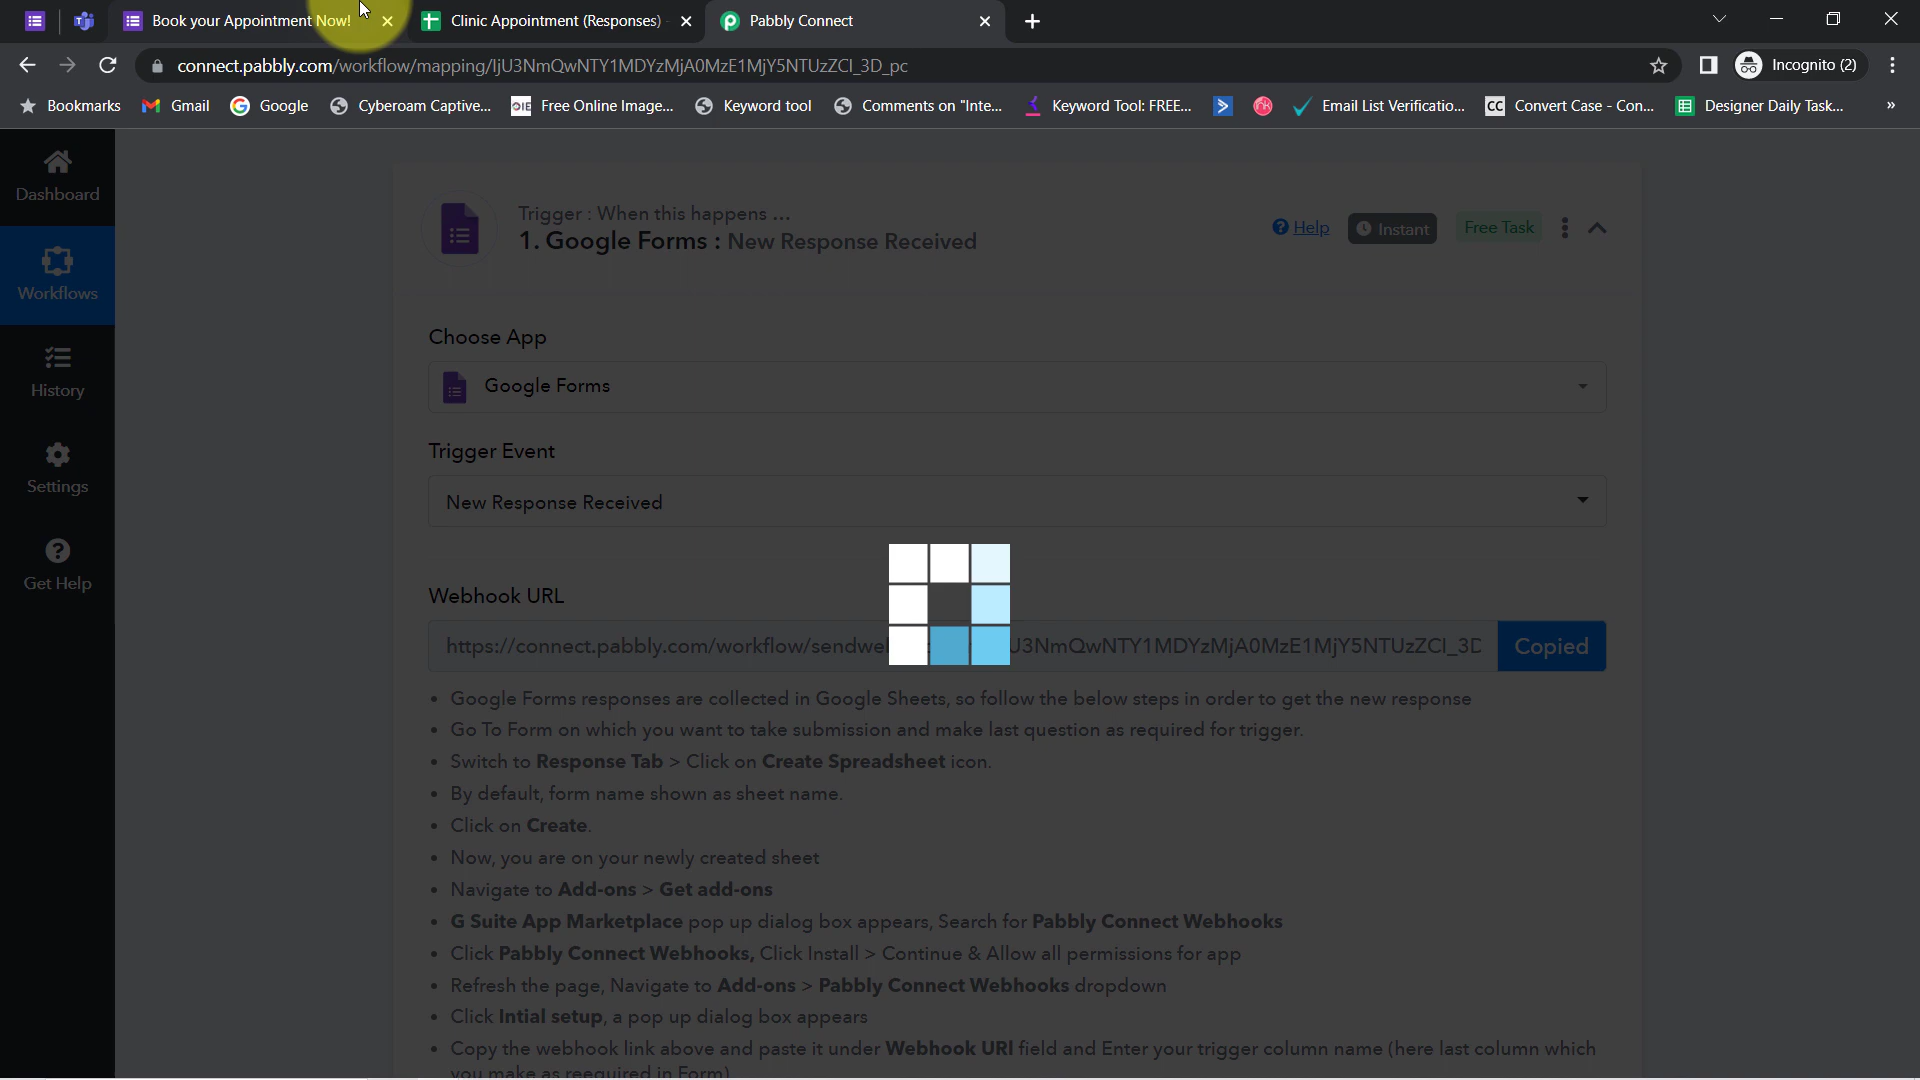 Book your Appointment Now!
Clinic Appointment (Responses)
Pabbly Connect
connect.pabbly.com/workflow/mapping/IjU3NmQwNTY1MDYzMjA0MzE1MjY5NTUzZCI_3D_pc
Incognito (2)
Bookmarks
Gmail
Google
Cyberoam Captive...
Free Online Image...
Keyword tool
Comments on "Inte...
Keyword Tool: FREE...
Email List Verificatio...
Convert Case - Con...
Designer Daily Task...
Dashboard
Workflows
History
Settings
Get Help
Trigger : When this happens ...
1. Google Forms : New Response Received
Help
Instant
Free Task
Choose App
Google Forms
Trigger Event
New Response Received
Webhook URL
https://connect.pabbly.com/workflow/sendwe J3NmQwNTY1MDYzMjA0MzE1MjY5NTUzZCI_3D
Copied
• Google Forms responses are collected in Google Sheets, so follow the below steps in order to get the new response
• Go To Form on which you want to take submission and make last question as required for trigger.
• Switch to Response Tab > Click on Create Spreadsheet icon.
• By default, form name shown as sheet name.
• Click on Create.
• Now, you are on your newly created sheet
• Navigate to Add-ons > Get add-ons
• G Suite App Marketplace pop up dialog box appears, Search for Pabbly Connect Webhooks
• Click Pabbly Connect Webhooks, Click Install > Continue & Allow all permissions for app
• Refresh the page, Navigate to Add-ons > Pabbly Connect Webhooks dropdown
• Click Intial setup, a pop up dialog box appears
• Copy the webhook link above and paste it under Webhook URl field and Enter your trigger column name (here last column which
you make as reequired in Form)